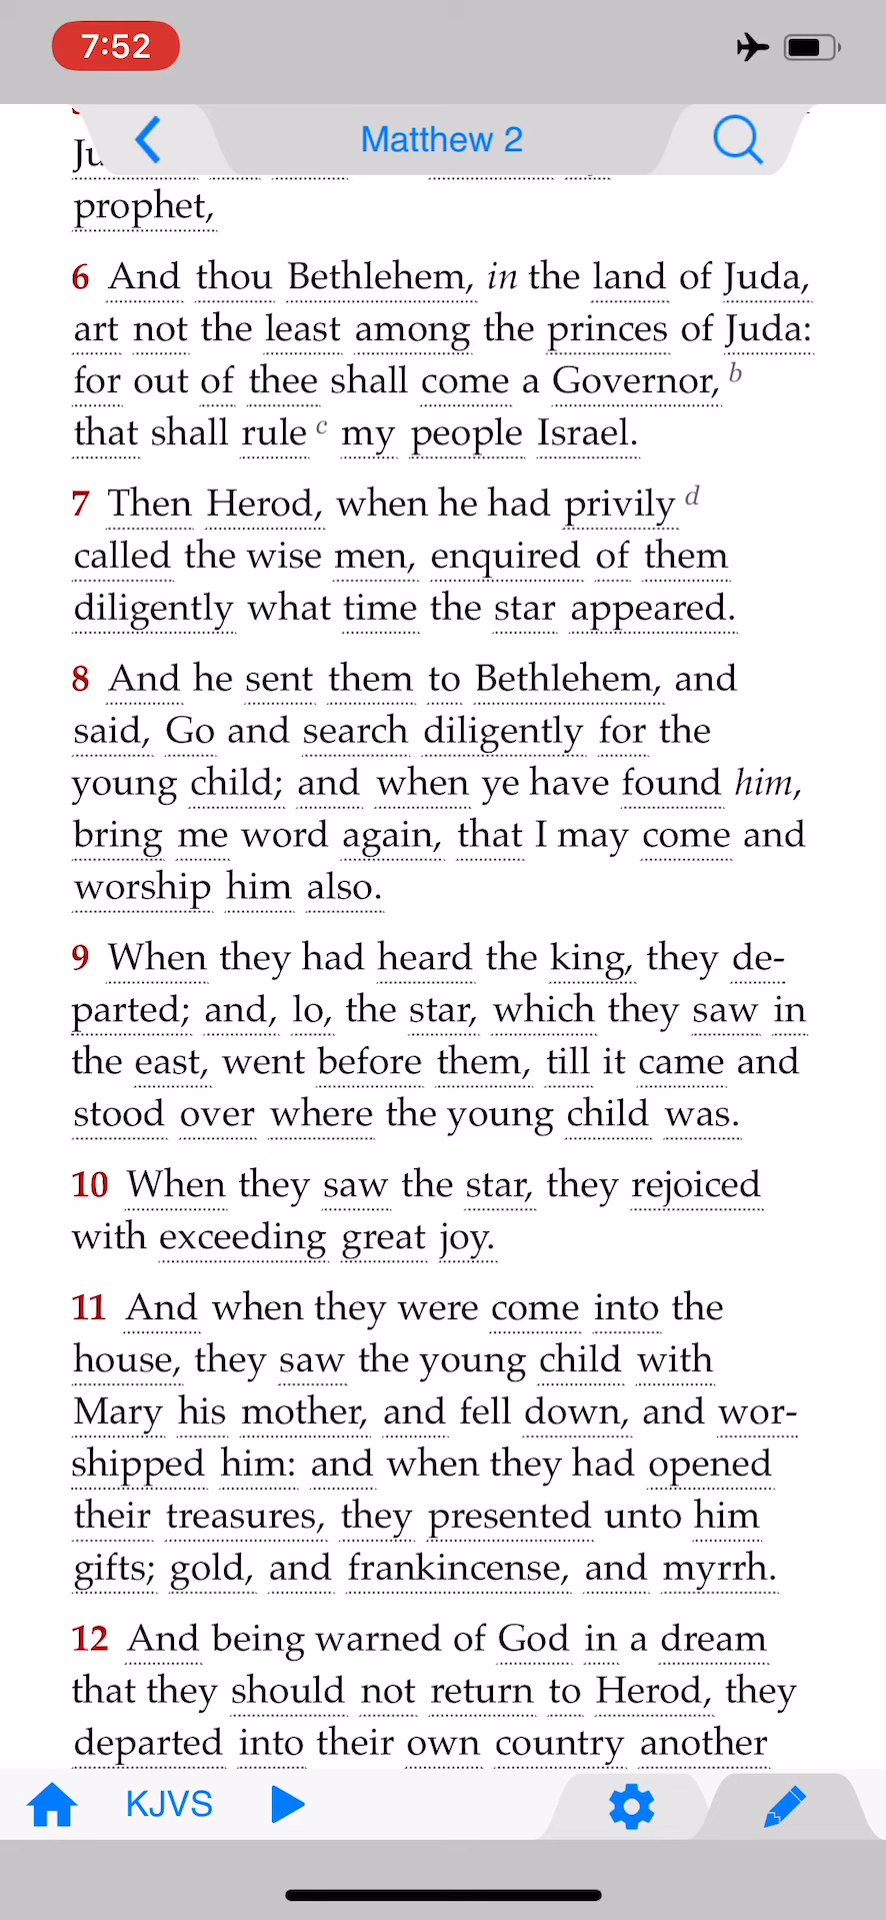 7:52
Matthew 2
Ju
prophet,
6 And thou Bethlehem, in the land of Juda,
art not the least among the princes of Juda:
for out of thee shall come a Governor, b
that shall rule c my people Israel.
7 Then Herod, when he had privily d
called the wise men, enquired of them
diligently what time the star appeared.
8 And he sent them to Bethlehem, and
said, Go and search diligently for the
young child; and when ye have found him,
bring me word again, that I may come and
worship him also.
9 When they had heard the king, they de-
parted; and, lo, the star, which they saw in
the east, went before them, till it came and
stood over where the young child was.
10 When they saw the star, they rejoiced
with exceeding great joy.
11 And when they were come into the
house, they saw the young child with
Mary his mother, and fell down, and wor-
shipped him: and when they had opened
their treasures, they presented unto him
gifts; gold, and frankincense, and myrrh.
12 And being warned of God in a dream
that they should not return to Herod, they
departed into their own country another
KJVS